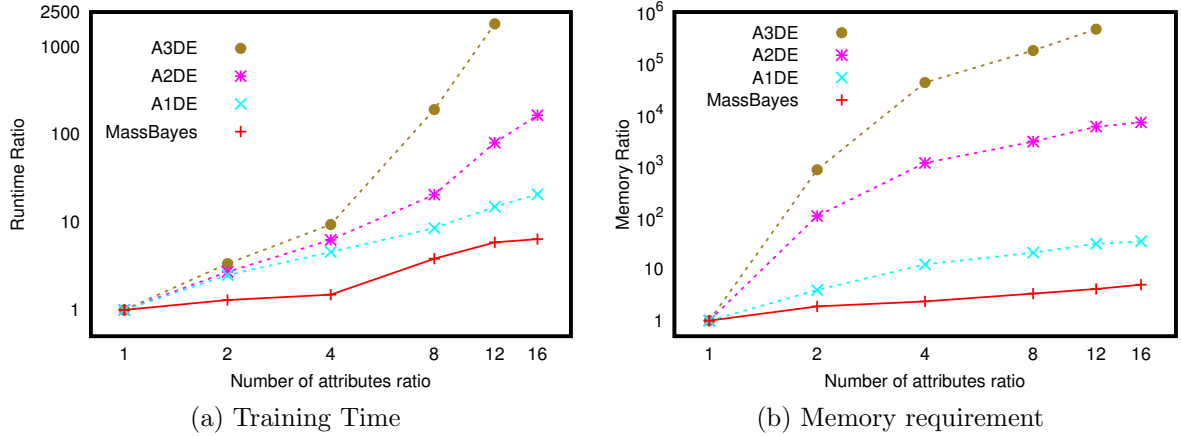 2500
1000
100
10
1
Runtime Ratio
A3DE
A2DE
A1DE
MassBayes
1 2 4 8 12 16
Number of attributes ratio
(a) Training Time
10^6
10^5
10^4
10^3
10^2
10
1
Memory Ratio
A3DE
A2DE
A1DE
MassBayes
1 2 4 8 12 16
Number of attributes ratio
(b) Memory requirement